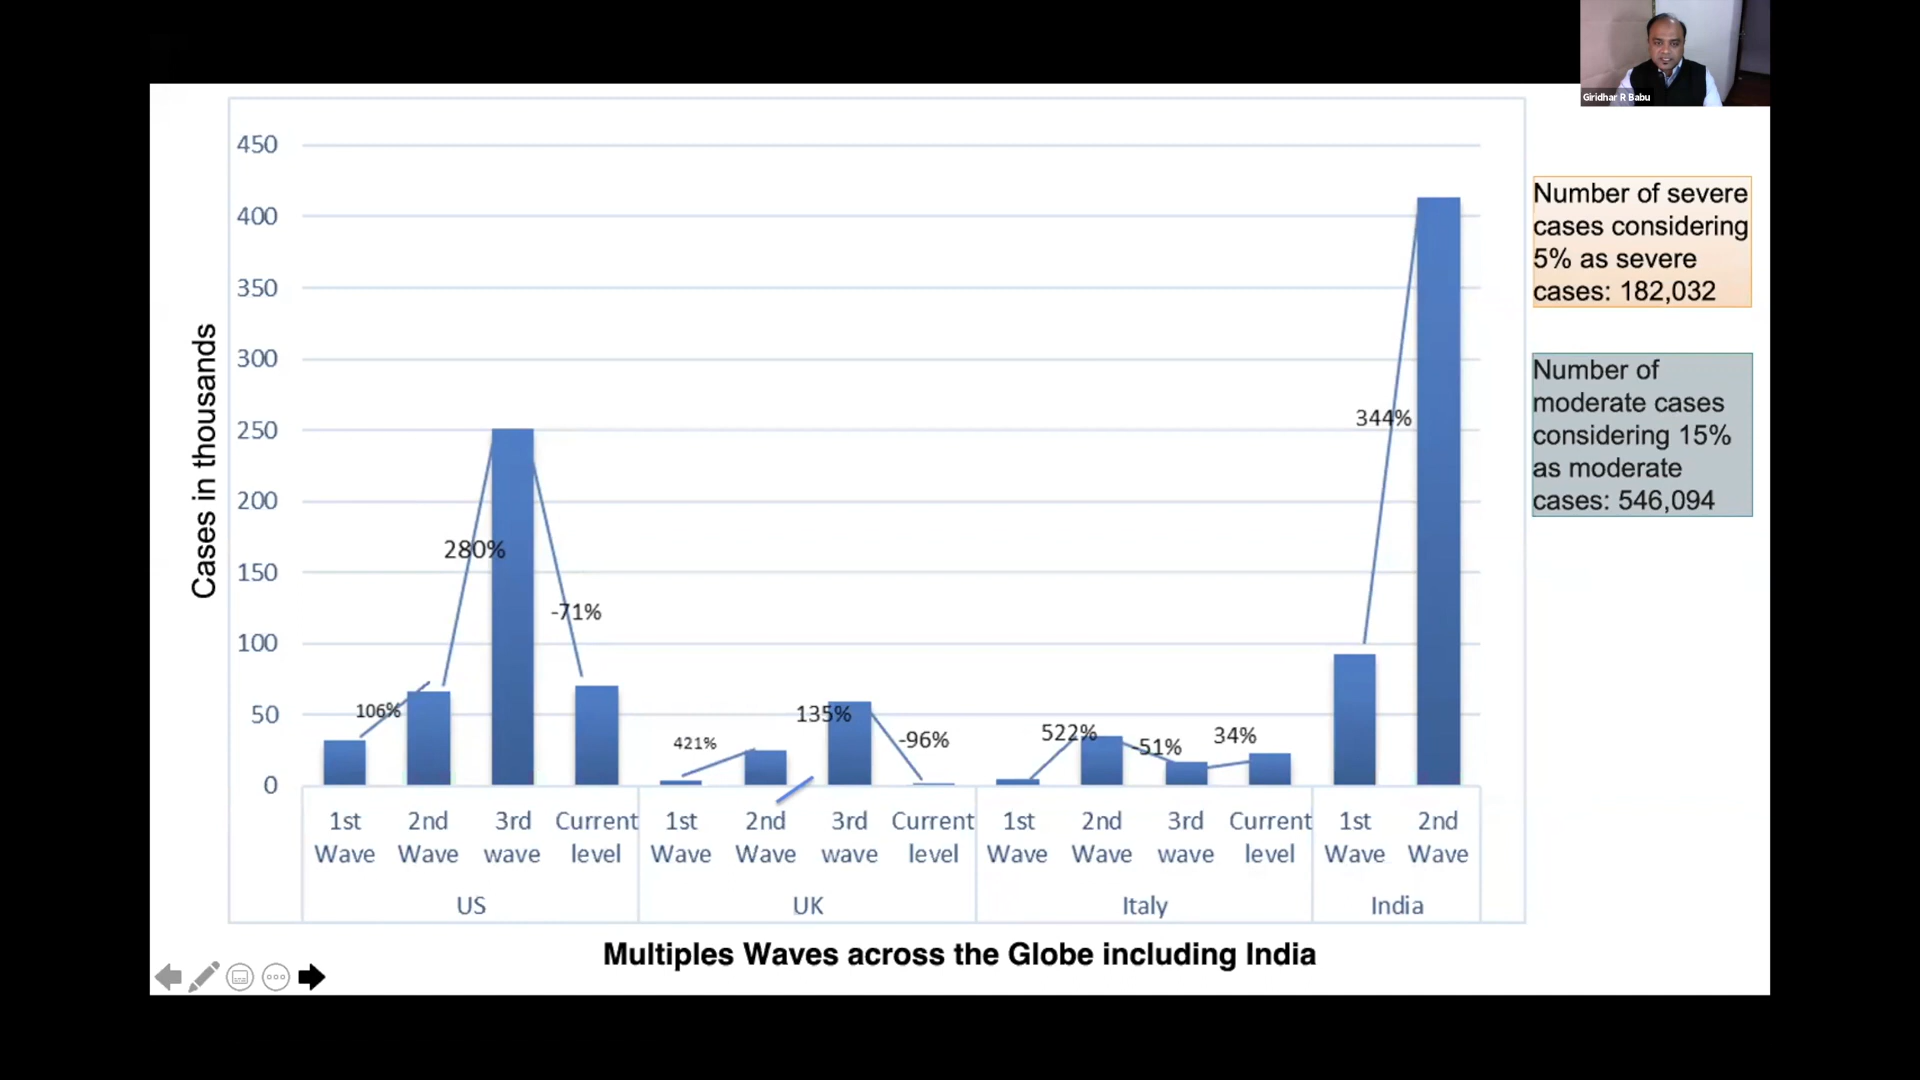 Giridhar R Babu
450
400
350
300
250
200
150
100
50
0
Cases in thousands
106%
280%
-71%
421%
135%
-96%
522%
-51%
34%
344%
1st Wave
2nd Wave
3rd wave
Current level
1st Wave
2nd Wave
3rd wave
Current level
1st Wave
2nd Wave
3rd wave
Current level
1st Wave
2nd Wave
US
UK
Italy
India
Multiples Waves across the Globe including India
Number of severe
cases considering
5% as severe
cases: 182,032
Number of
moderate cases
considering 15%
as moderate
cases: 546,094